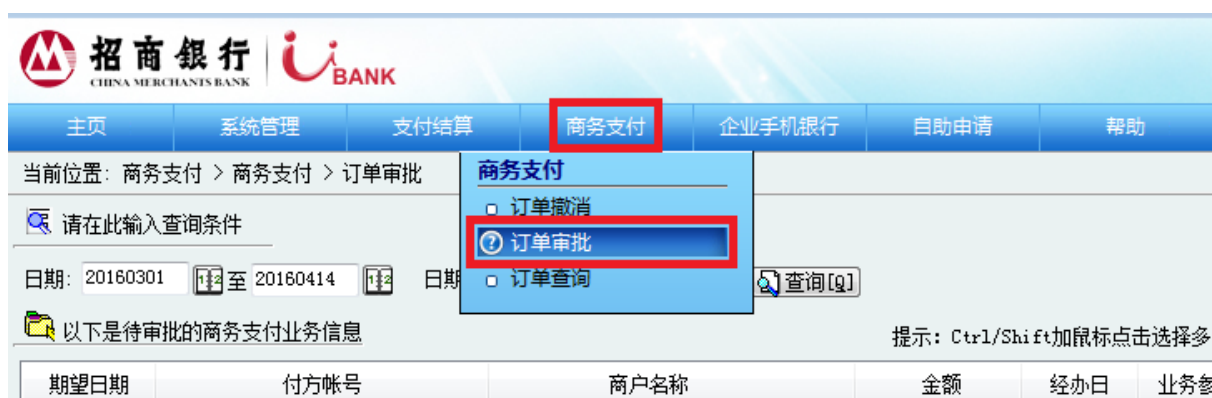 招商银行 BANK
CHINA MERCHANTS BANK
主页 系统管理 支付结算 商务支付 企业手机银行 自助申请 帮助
当前位置: 商务支付 > 商务支付 > 订单审批
商务支付
订单撤消
请在此输入查询条件
订单审批
日期: 20160301 至 20160414 日期
订单查询
查询[Q]
以下是待审批的商务支付业务信息
提示: Ctrl/Shift加鼠标点击选择多
期望日期 付方帐号 商户名称 金额 经办日 业务参